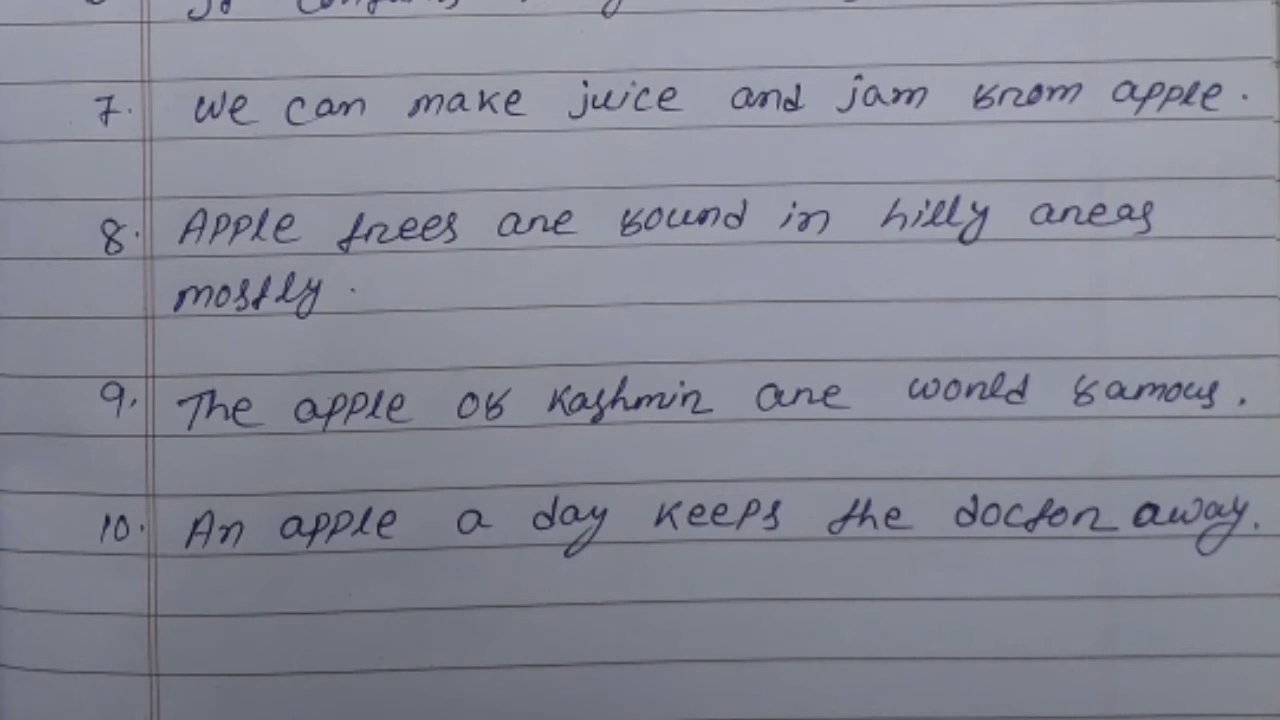 7. We can make juice and jam from apple.
8. Apple trees are found in hilly areas
mostly.
9. The apple of Kashmir are world famous.
10. An apple a day keeps the doctor away.